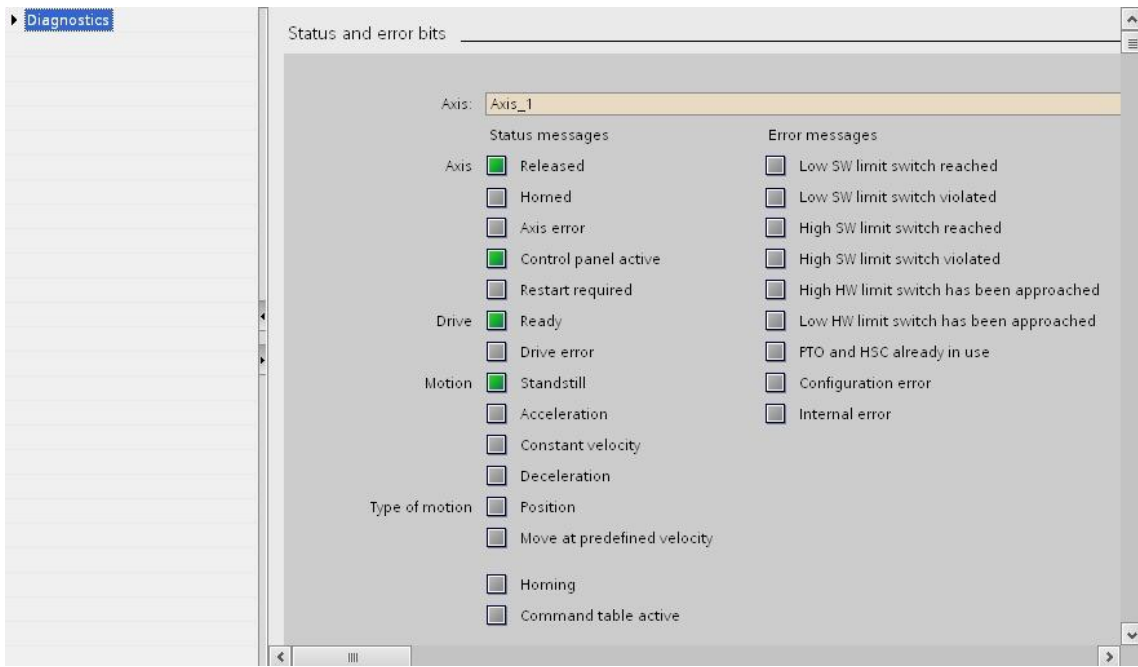 Diagnostics
Status and error bits
Axis: Axis_1
Status messages Error messages
Axis Released Low SW limit switch reached
Homed Low SW limit switch violated
Axis error High SW limit switch reached
Control panel active High SW limit switch violated
Restart required High HW limit switch has been approached
Drive Ready Low HW limit switch has been approached
Drive error PTO and HSC already in use
Motion Standstill Configuration error
Acceleration Internal error
Constant velocity
Deceleration
Type of motion Position
Move at predefined velocity
Homing
Command table active